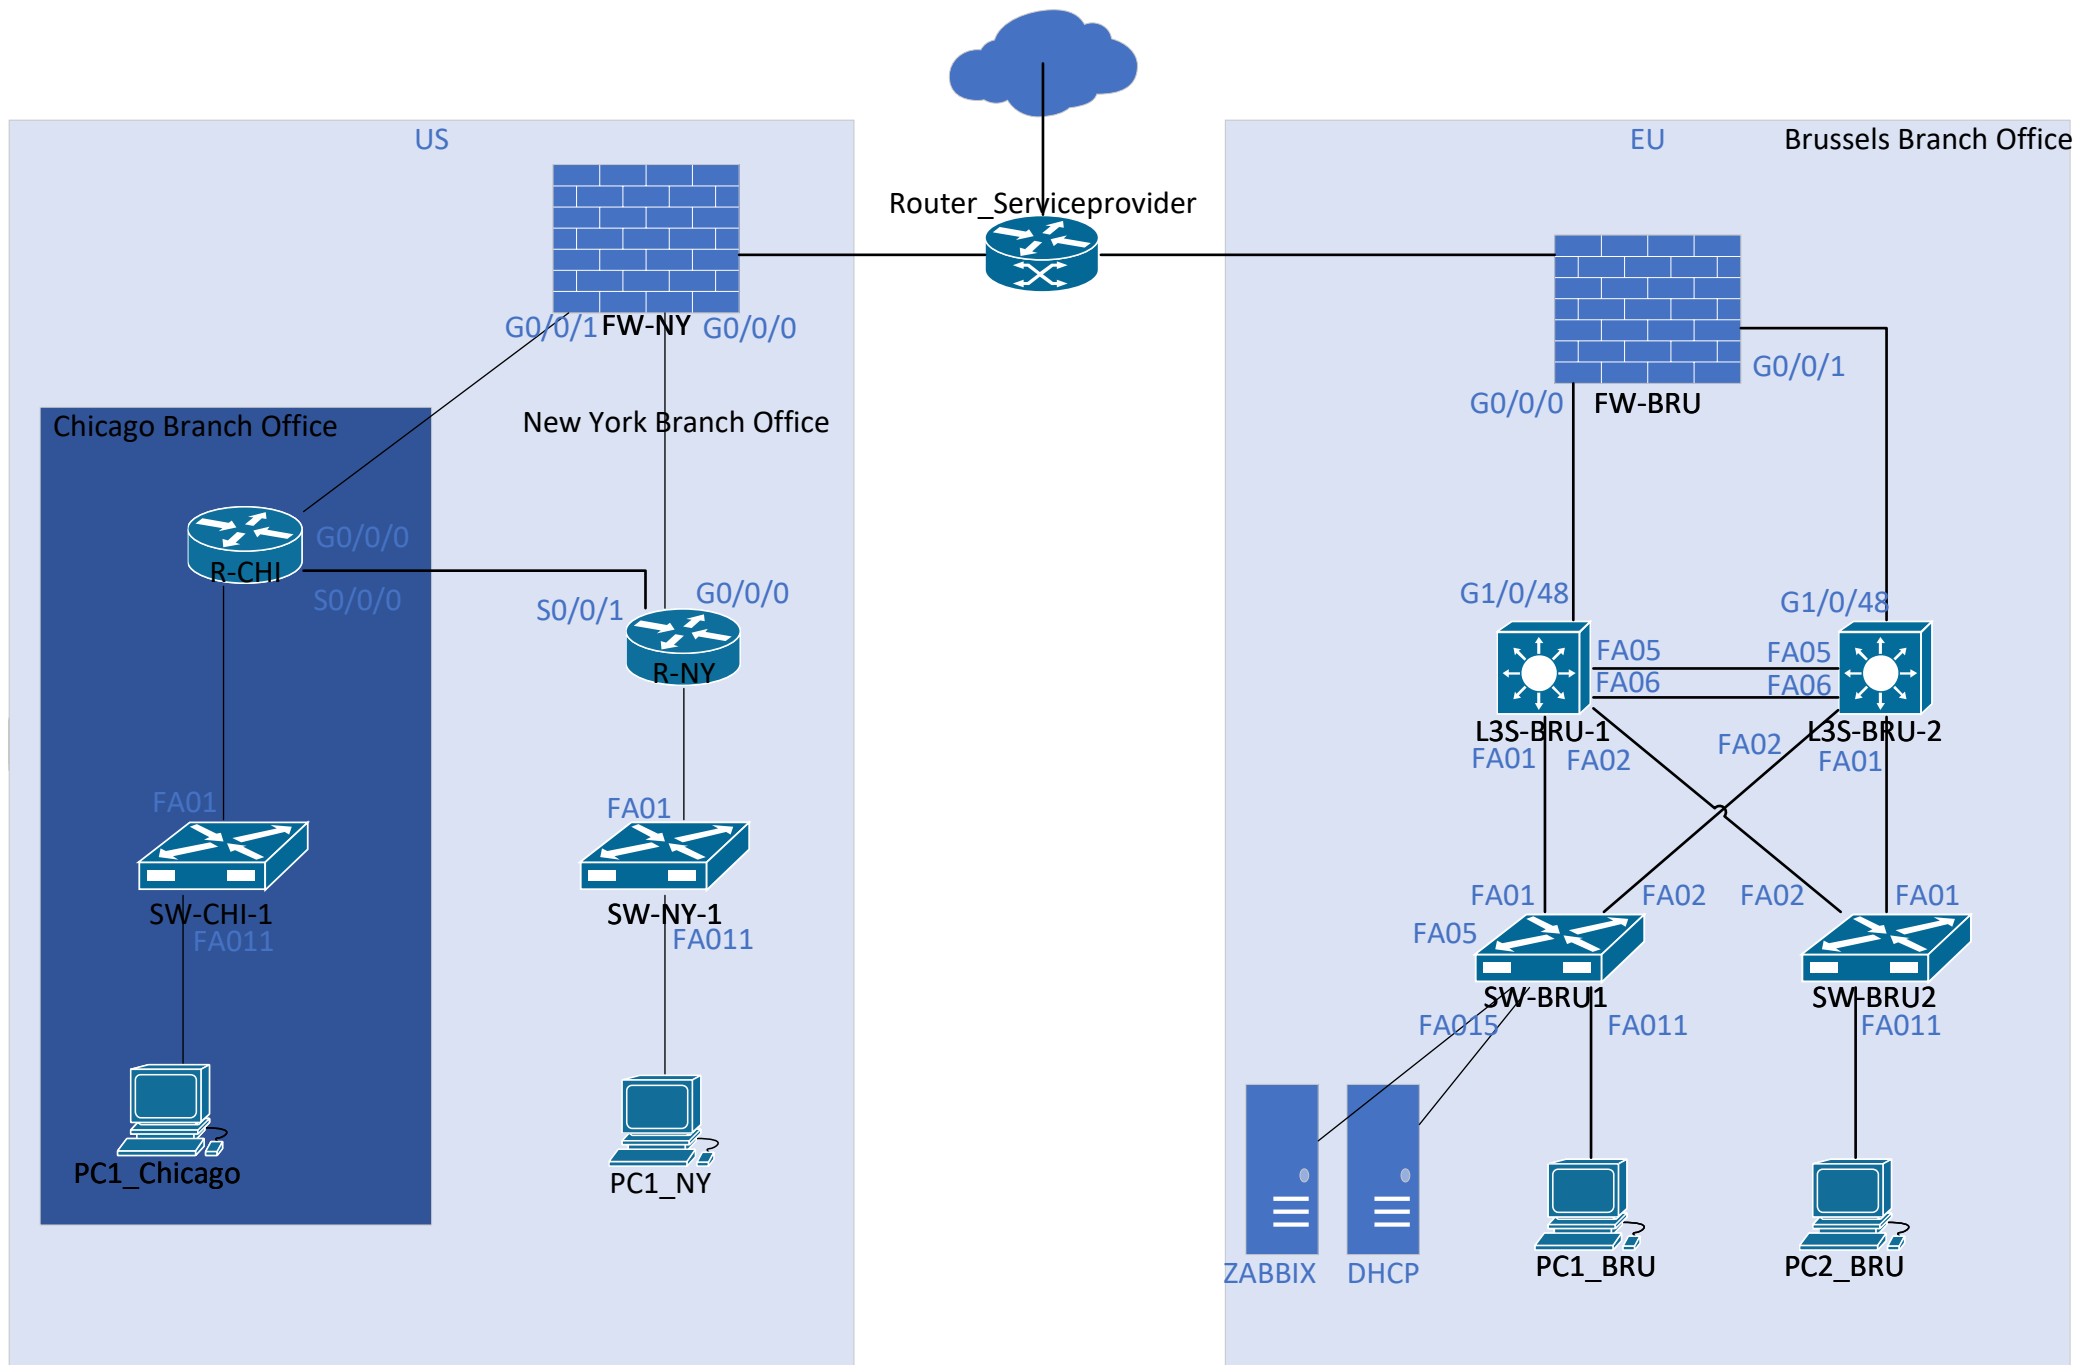 US
EU
Brussels Branch Office
Router_Serviceprovider
G0/0/1
FW-NY
G0/0/0
G0/0/1
G0/0/0
FW-BRU
Chicago Branch Office
New York Branch Office
G0/0/0
R-CHI
S0/0/0
S0/0/1
G0/0/0
R-NY
G1/0/48
G1/0/48
FA05
FA05
FA06
FA06
L3S-BRU-1
L3S-BRU-2
FA01
FA02
FA02
FA01
FA01
FA01
SW-CHI-1
FA011
SW-NY-1
FA011
FA01
FA02
FA02
FA01
FA05
SW-BRU1
SW-BRU2
FA015
FA011
FA011
PC1_Chicago
PC1_NY
ZABBIX
DHCP
PC1_BRU
PC2_BRU